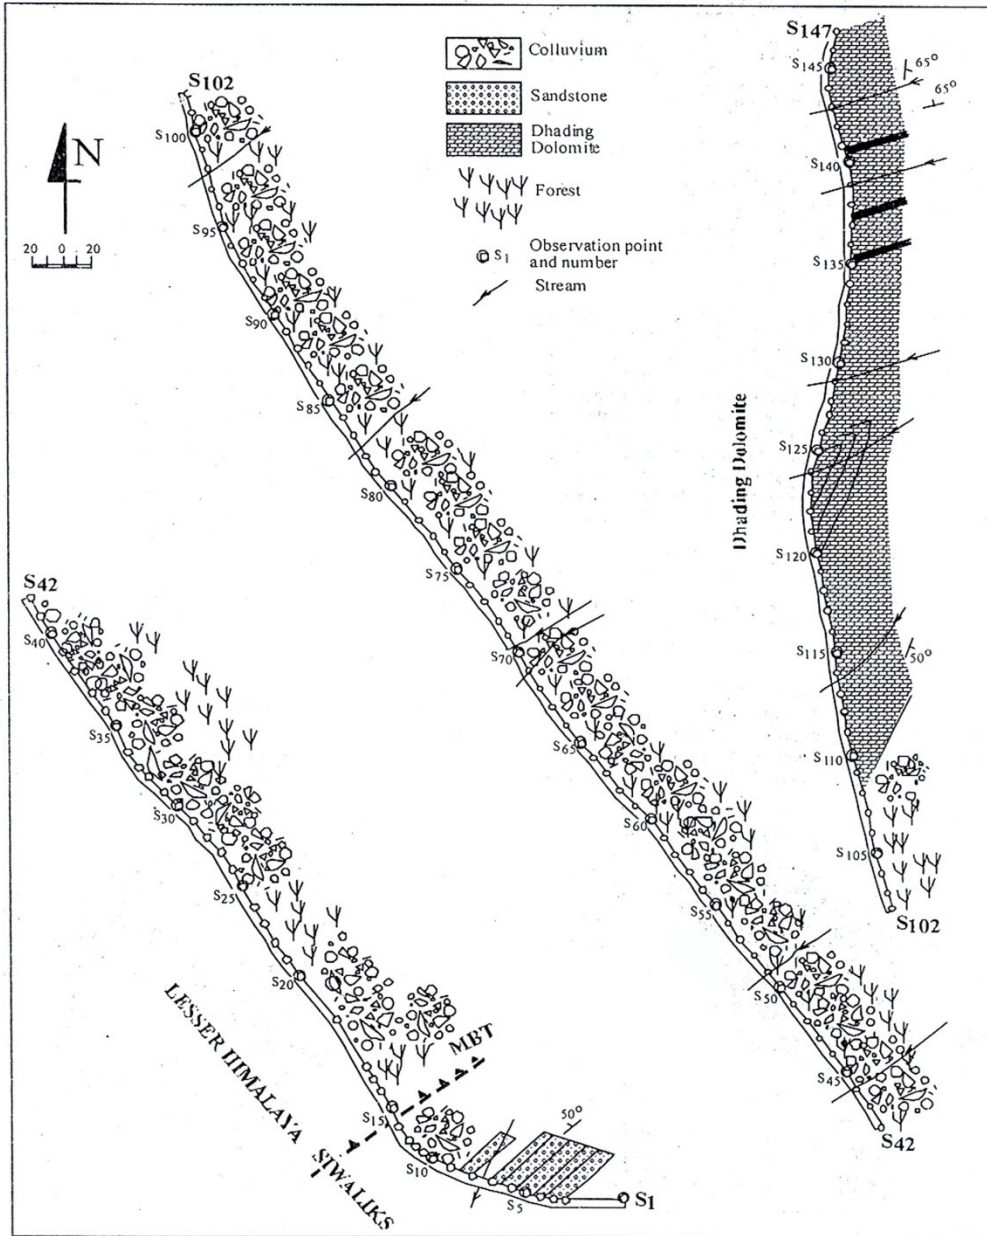 Colluvium
Sandstone
Dhading
Dolomite
Forest
S1 Observation point
and number
Stream
N
20 0 20
S102
S100
S95
S90
S85
S80
S75
S70
S65
S60
S55
S50
S45
S42
S42
S40
S35
S30
S25
S20
S15
S10
S5
S1
50°
MBT
LESSER HIMALAYA
SIWALIKS
S147
S145
65°
65°
S140
S135
S130
S125
S120
S115
50°
S110
S105
S102
Dhading Dolomite